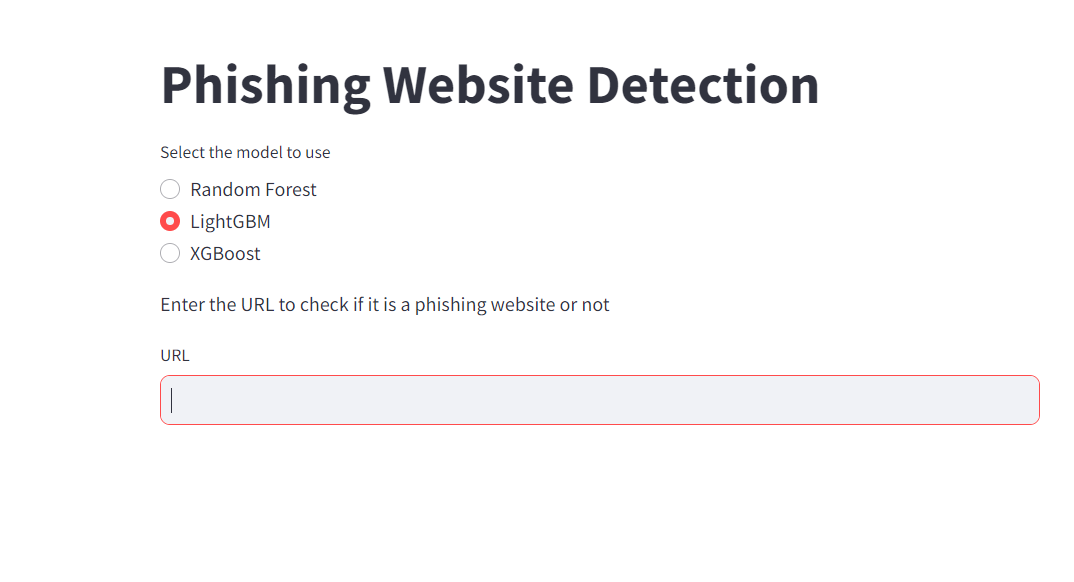 Phishing Website Detection
Select the model to use
Random Forest
LightGBM
XGBoost
Enter the URL to check if it is a phishing website or not
URL